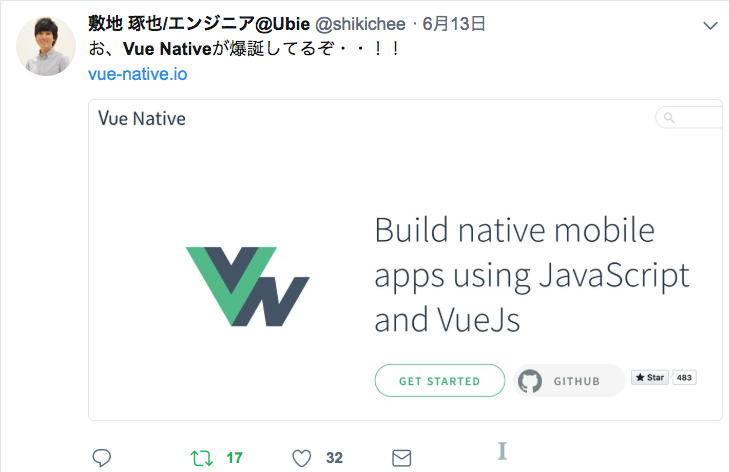 敷地 琢也/エンジニア@Ubie @shikichee · 6月13日
お、Vue Nativeが爆誕してるぞ・・！！
vue-native.io
Vue Native
VN
Build native mobile
apps using JavaScript
and VueJs
GET STARTED GITHUB Star 483
17 32